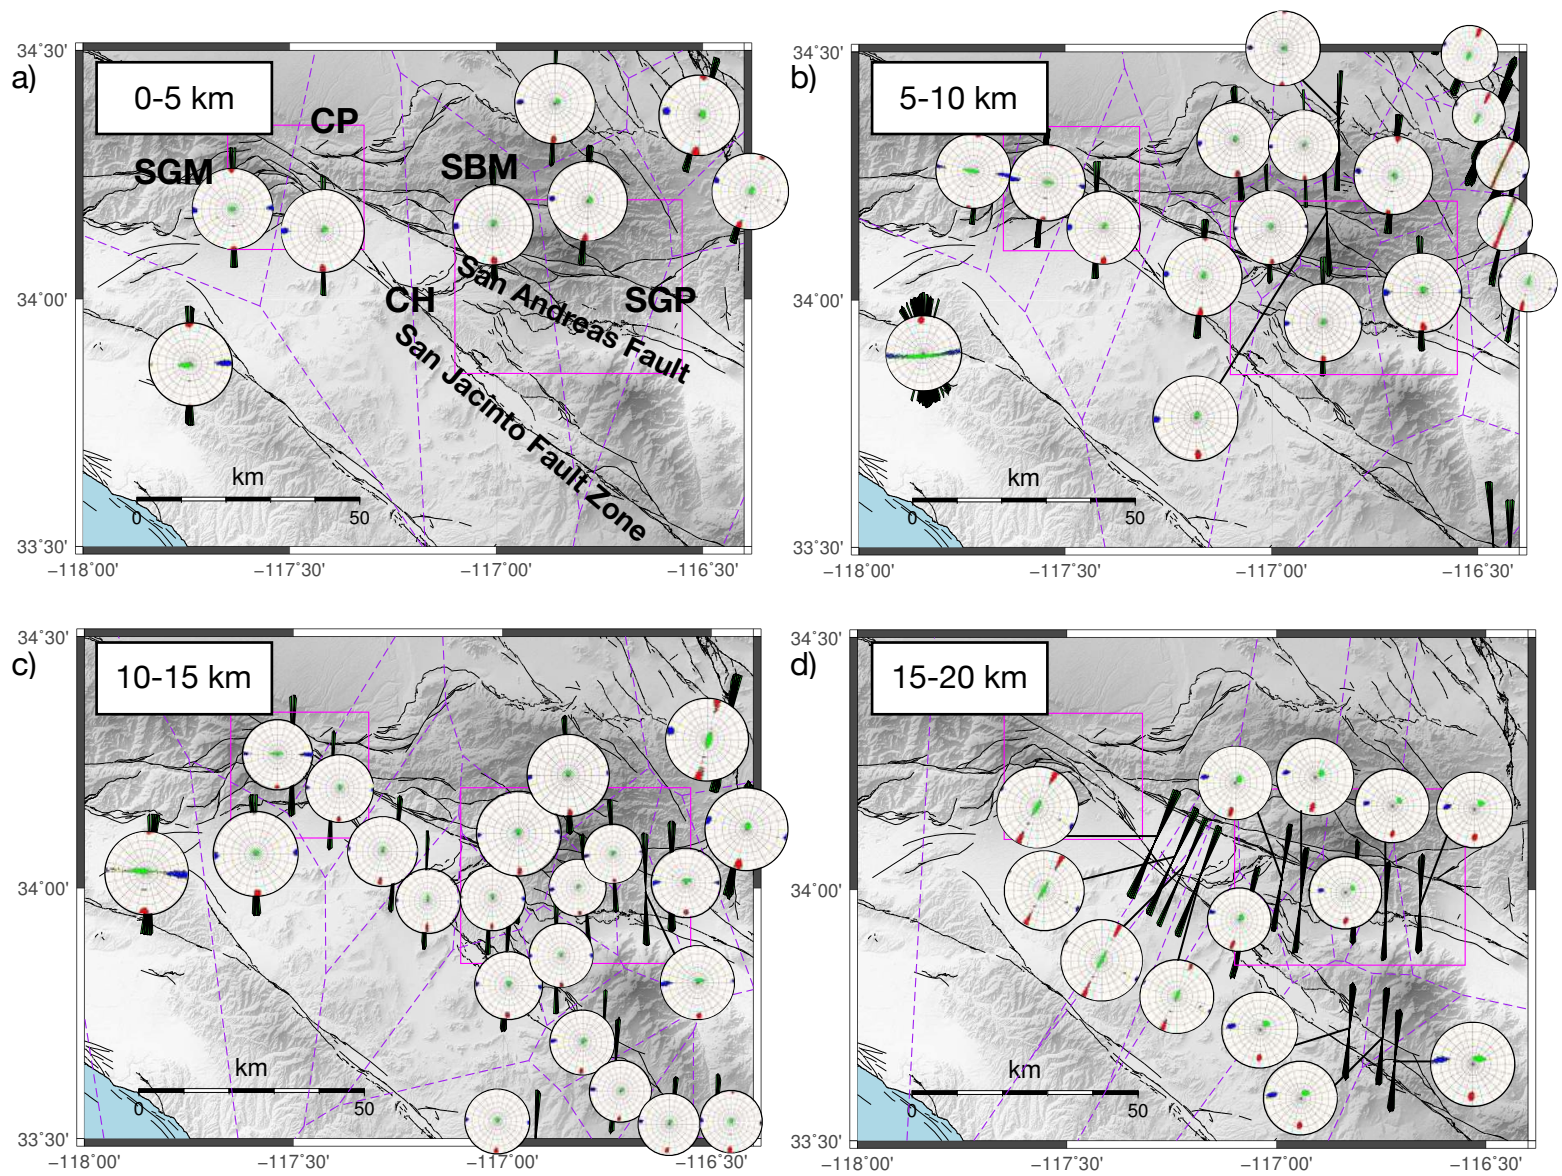 a)
0-5 km
34˚30'
34˚00'
33˚30'
CP
SGM
SBM
CH
SGP
San Andreas Fault
San Jacinto Fault Zone
km
0
50
−118˚00'
−117˚30'
−117˚00'
−116˚30'
b)
5-10 km
34˚30'
34˚00'
33˚30'
km
0
50
−118˚00'
−117˚30'
−117˚00'
−116˚30'
c)
10-15 km
34˚30'
34˚00'
33˚30'
km
0
50
−118˚00'
−117˚30'
−117˚00'
−116˚30'
d)
15-20 km
34˚30'
34˚00'
33˚30'
km
0
50
−118˚00'
−117˚30'
−117˚00'
−116˚30'